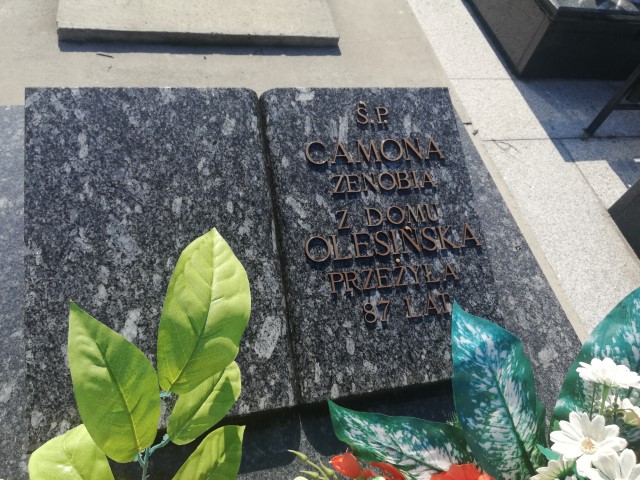 Ś.P.
CAMONA
ZENOBIA
Z DOMU
OLESIŃSKA
PRZEŻYŁA
87 LAT